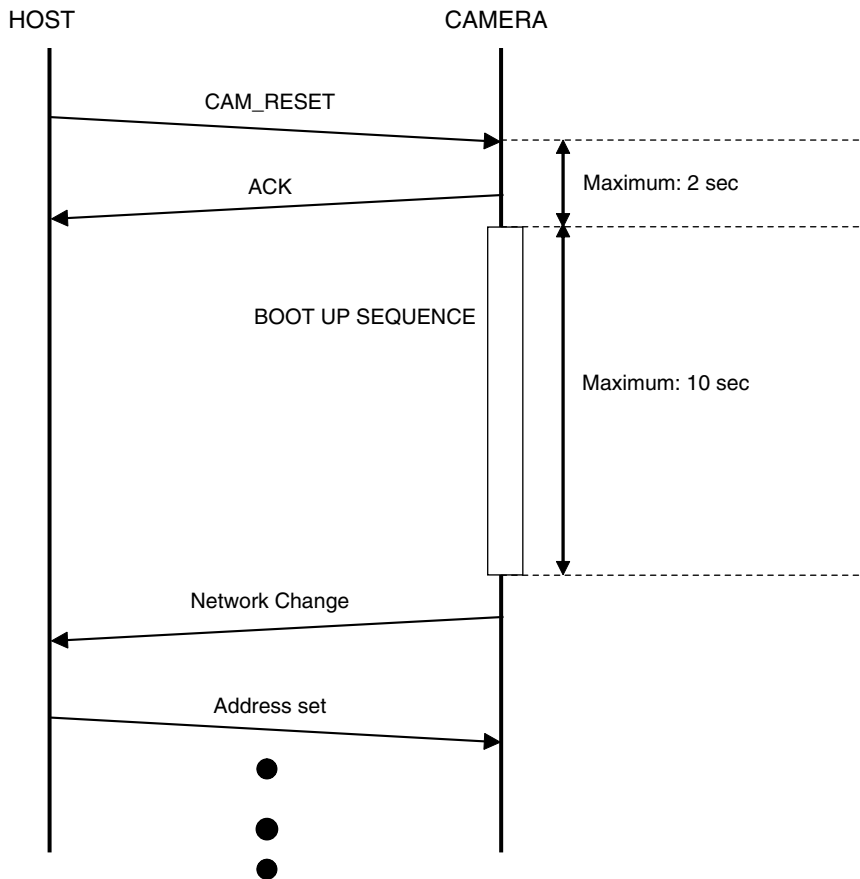 HOST
CAMERA
CAM_RESET
ACK
Maximum: 2 sec
BOOT UP SEQUENCE
Maximum: 10 sec
Network Change
Address set